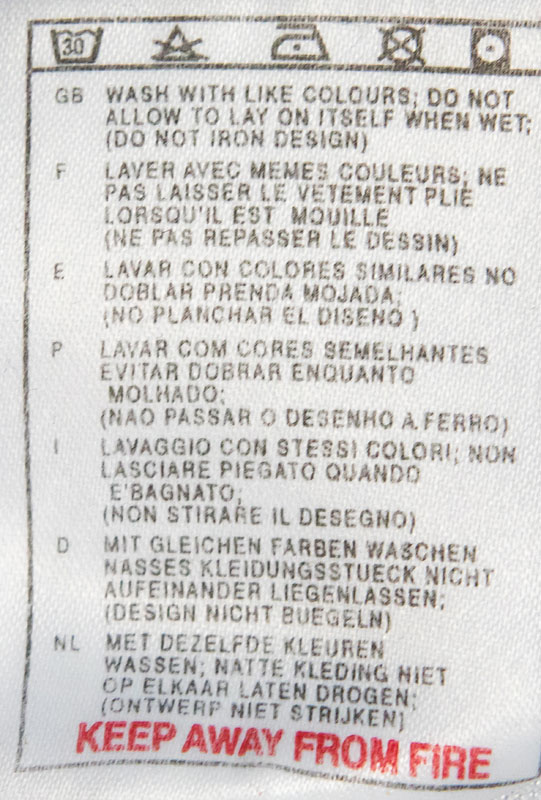 30
GB WASH WITH LIKE COLOURS; DO NOT
ALLOW TO LAY ON ITSELF WHEN WET;
(DO NOT IRON DESIGN)
F LAVER AVEC MEMES COULEURS; NE
PAS LAISSER LE VETEMENT PLIE
LORSQU'IL EST MOUILLE
(NE PAS REPASSER LE DESSIN)
E LAVAR CON COLORES SIMILARES NO
DOBLAR PRENDA MOJADA;
(NO PLANCHAR EL DISENO )
P LAVAR COM CORES SEMELHANTES
EVITAR DOBRAR ENQUANTO
MOLHADO;
(NAO PASSAR O DESENHO A FERRO)
I LAVAGGIO CON STESSI COLORI; NON
LASCIARE PIEGATO QUANDO
E'BAGNATO;
(NON STIRARE IL DESEGNO)
D MIT GLEICHEN FARBEN WASCHEN
NASSES KLEIDUNGSSTUECK NICHT
AUFEINANDER LIEGENLASSEN;
(DESIGN NICHT BUEGELN)
NL MET DEZELFDE KLEUREN
WASSEN; NATTE KLEDING NIET
OP ELKAAR LATEN DROGEN;
(ONTWERP NIET STRIJKEN)
KEEP AWAY FROM FIRE